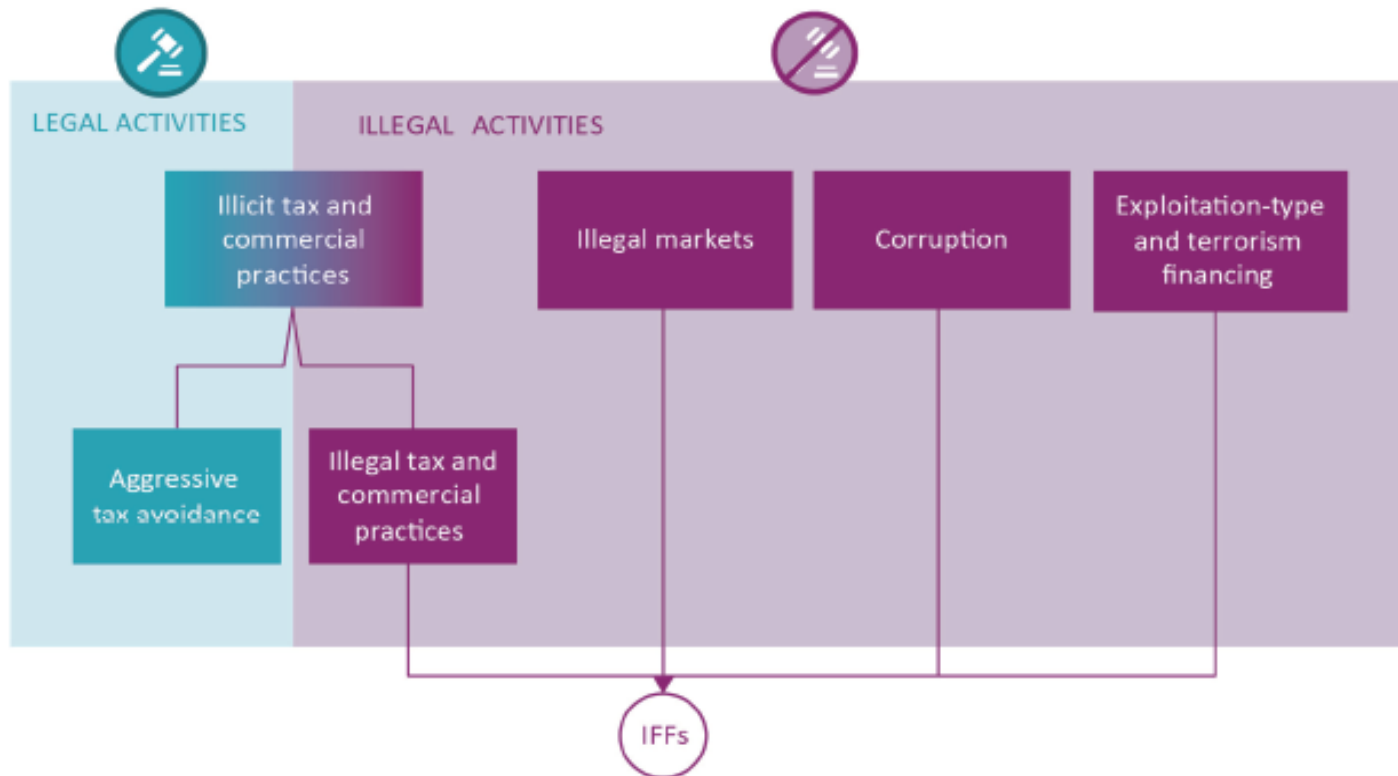 LEGAL ACTIVITIES
ILLEGAL ACTIVITIES
Illicit tax and
commercial
practices
Illegal markets
Corruption
Exploitation-type
and terrorism
financing
Aggressive
tax avoidance
Illegal tax and
commercial
practices
IFFs